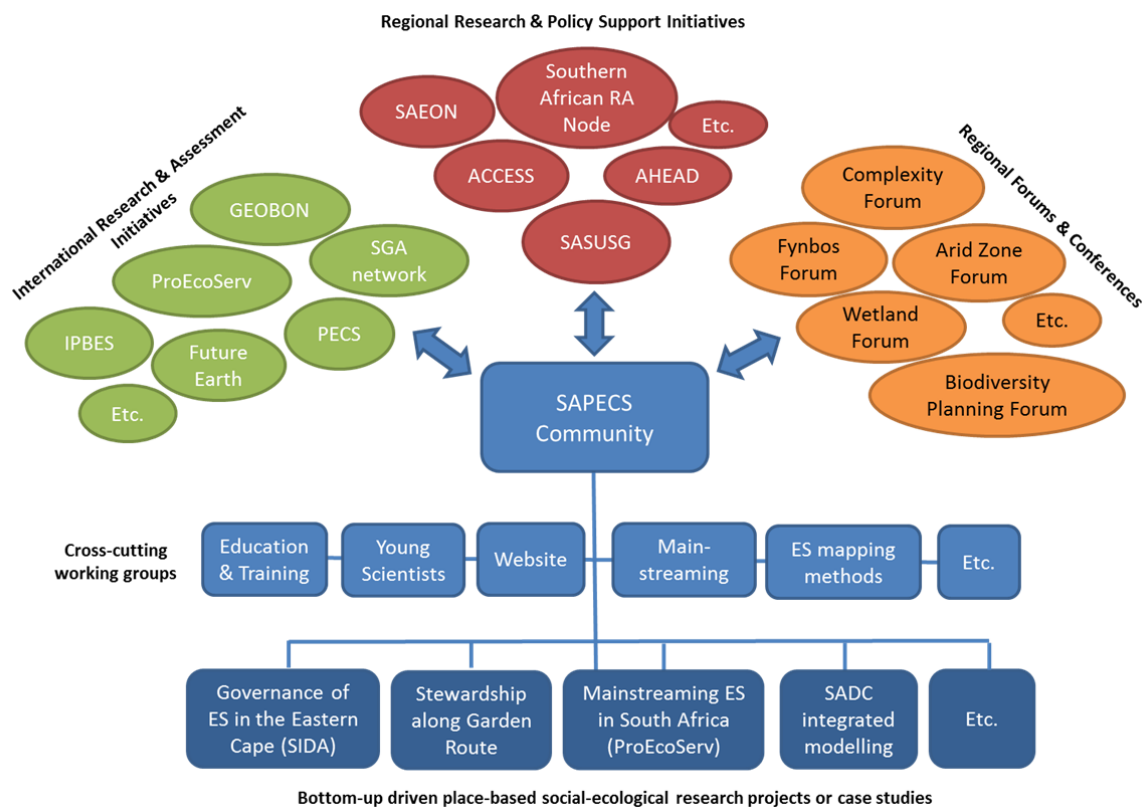 Regional Research & Policy Support Initiatives
SAEON
Southern
African RA
Node
Etc.
ACCESS
AHEAD
SASUSG
International Research & Assessment
Initiatives
GEOBON
SGA
network
ProEcoServ
PECS
IPBES
Future
Earth
Etc.
Regional Forums & Conferences
Complexity
Forum
Fynbos
Forum
Arid Zone
Forum
Wetland
Forum
Etc.
Biodiversity
Planning Forum
SAPECS
Community
Cross-cutting
working groups
Education
& Training
Young
Scientists
Website
Main-
streaming
ES mapping
methods
Etc.
Governance of
ES in the Eastern
Cape (SIDA)
Stewardship
along Garden
Route
Mainstreaming ES
in South Africa
(ProEcoServ)
SADC
integrated
modelling
Etc.
Bottom-up driven place-based social-ecological research projects or case studies